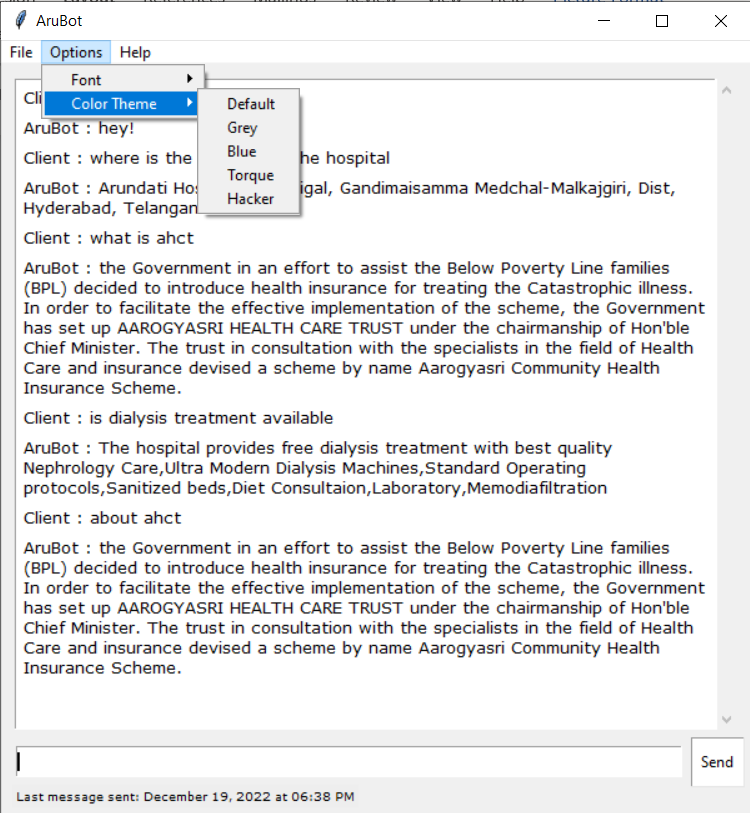 AruBot
File Options Help
Font
Color Theme
Default
Grey
Blue
Torque
Hacker
AruBot : hey!
Client : where is the he hospital
AruBot : Arundati Hos igal, Gandimaisamma Medchal-Malkajgiri, Dist,
Hyderabad, Telangan
Client : what is ahct
AruBot : the Government in an effort to assist the Below Poverty Line families
(BPL) decided to introduce health insurance for treating the Catastrophic illness.
In order to facilitate the effective implementation of the scheme, the Government
has set up AAROGYASRI HEALTH CARE TRUST under the chairmanship of Hon'ble
Chief Minister. The trust in consultation with the specialists in the field of Health
Care and insurance devised a scheme by name Aarogyasri Community Health
Insurance Scheme.
Client : is dialysis treatment available
AruBot : The hospital provides free dialysis treatment with best quality
Nephrology Care,Ultra Modern Dialysis Machines,Standard Operating
protocols,Sanitized beds,Diet Consultaion,Laboratory,Memodiafiltration
Client : about ahct
AruBot : the Government in an effort to assist the Below Poverty Line families
(BPL) decided to introduce health insurance for treating the Catastrophic illness.
In order to facilitate the effective implementation of the scheme, the Government
has set up AAROGYASRI HEALTH CARE TRUST under the chairmanship of Hon'ble
Chief Minister. The trust in consultation with the specialists in the field of Health
Care and insurance devised a scheme by name Aarogyasri Community Health
Insurance Scheme.
Send
Last message sent: December 19, 2022 at 06:38 PM